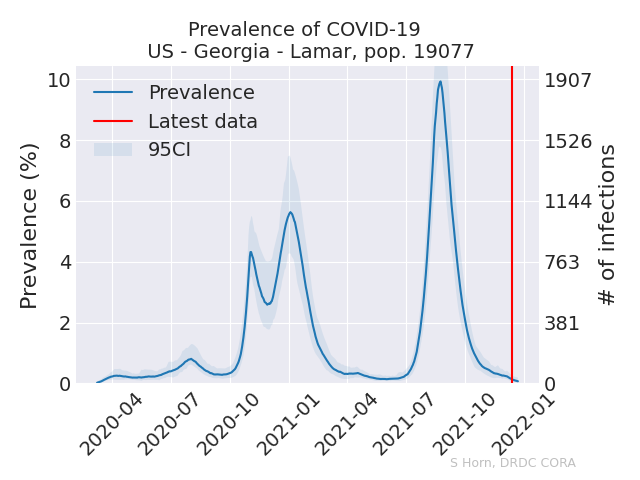 Prevalence of COVID-19
US - Georgia - Lamar, pop. 19077
Prevalence
Latest data
95CI
Prevalence (%)
10
8
6
4
2
0
1907
1526
1144
763
381
0
# of infections
2020-04
2020-07
2020-10
2021-01
2021-04
2021-07
2021-10
2022-01
S Horn, DRDC CORA